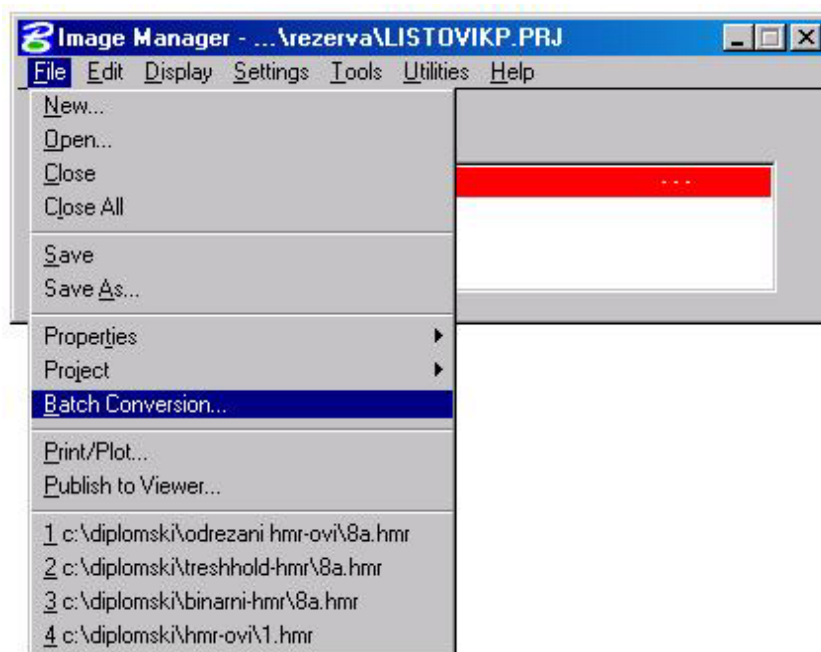 Image Manager - ...\rezerva\LISTOVIKP.PRJ
File Edit Display Settings Tools Utilities Help
New...
Open...
Close
Close All
...
Save
Save As...
Properties
Project
Batch Conversion...
Print/Plot...
Publish to Viewer...
1 c:\diplomski\odrezani hmr-ovi\8a.hmr
2 c:\diplomski\treshhold-hmr\8a.hmr
3 c:\diplomski\binarni-hmr\8a.hmr
4 c:\diplomski\hmr-ovi\1.hmr